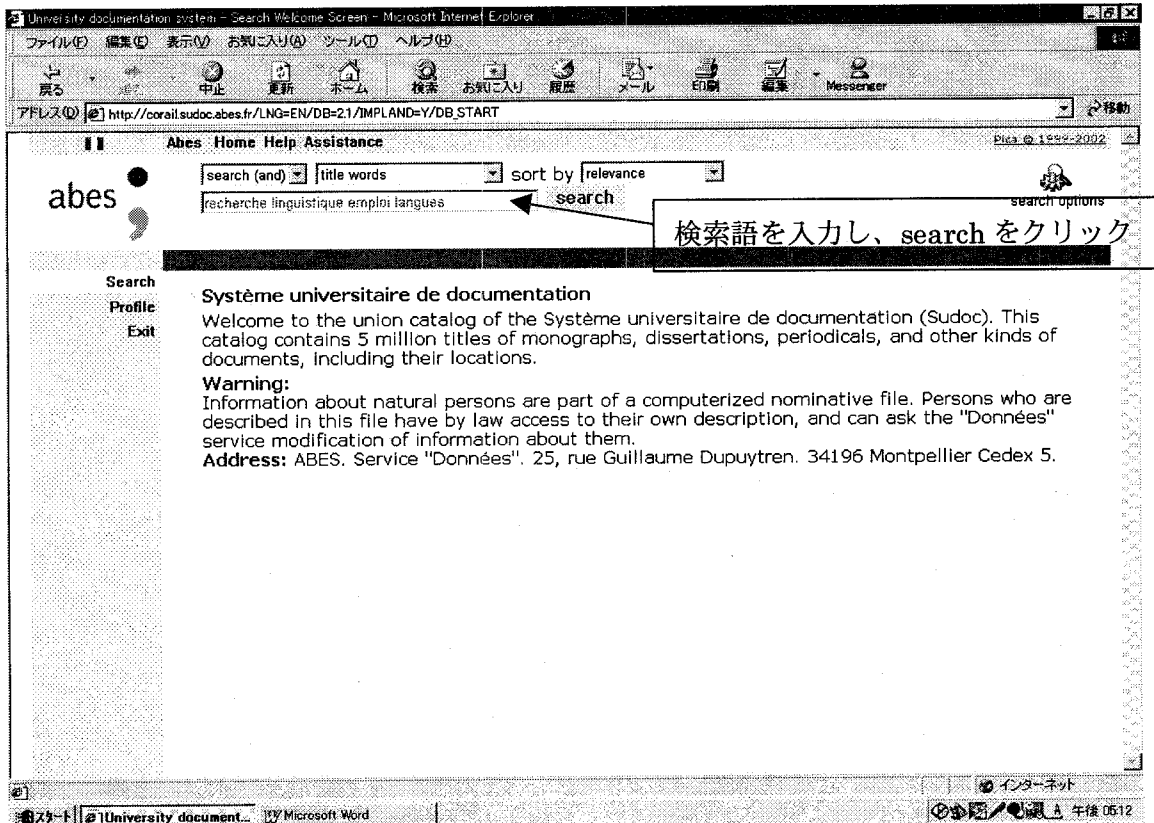 University documentation system - Search Welcome Screen - Microsoft Internet Explorer
ファイル(F) 編集(E) 表示(V) お気に入り(A) ツール(T) ヘルプ(H)
戻る 中止 更新 ホーム 検索 お気に入り 履歴 メール 印刷 編集 Messenger
アドレス(D) http://corail.sudoc.abes.fr/LNG=EN/DB=2.1/IMPLAND=Y/DB_START 移動
Abes Home Help Assistance Pica © 1999-2002
abes
search (and) title words sort by relevance
recherche linguistique emploi langues search
search options
検索語を入力し、search をクリック
Search
Profile
Exit
Système universitaire de documentation
Welcome to the union catalog of the Système universitaire de documentation (Sudoc). This
catalog contains 5 million titles of monographs, dissertations, periodicals, and other kinds of
documents, including their locations.
Warning:
Information about natural persons are part of a computerized nominative file. Persons who are
described in this file have by law access to their own description, and can ask the "Données"
service modification of information about them.
Address: ABES. Service "Données". 25, rue Guillaume Dupuytren. 34196 Montpellier Cedex 5.
インターネット
スタート University document... Microsoft Word A 午後 05:12